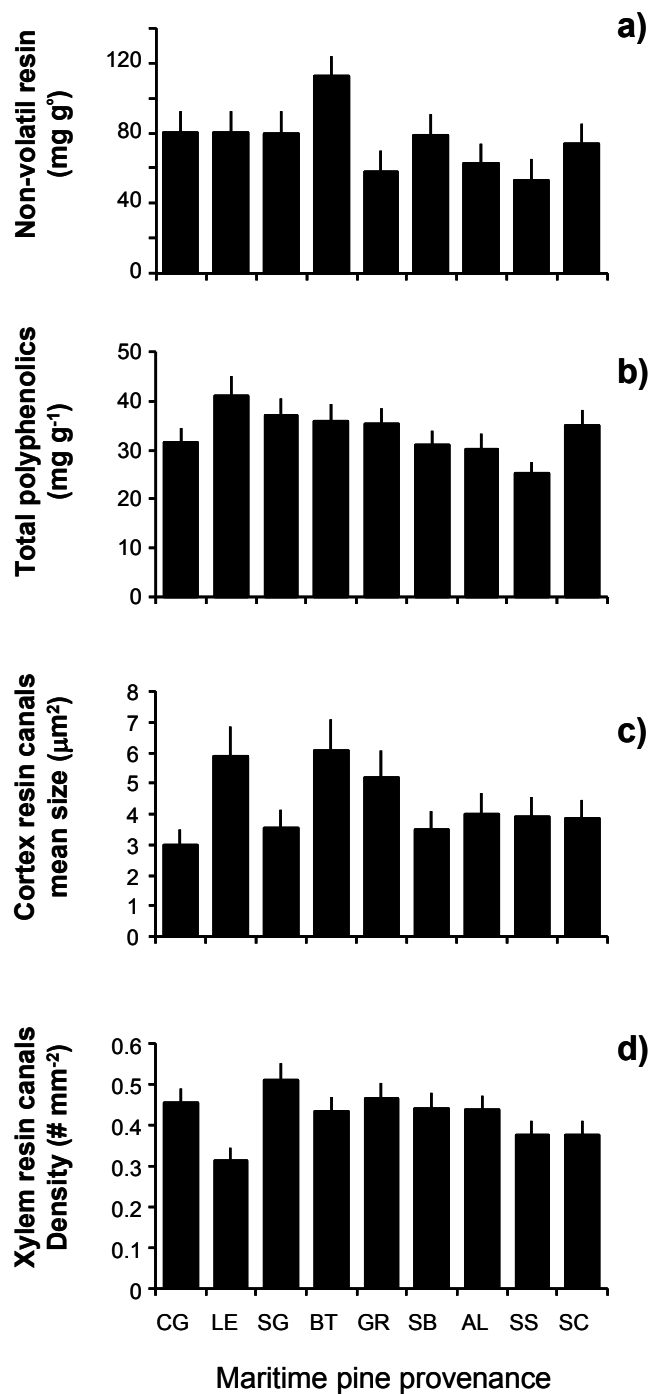 a)
Non-volatil resin
(mg gº)
120
80
40
0
b)
Total polyphenolics
(mg g-1)
50
40
30
20
10
0
c)
Cortex resin canals
mean size (µm2)
8
7
6
5
4
3
2
1
0
d)
Xylem resin canals
Density (# mm-2)
0.6
0.5
0.4
0.3
0.2
0.1
0
CG LE SG BT GR SB AL SS SC
Maritime pine provenance